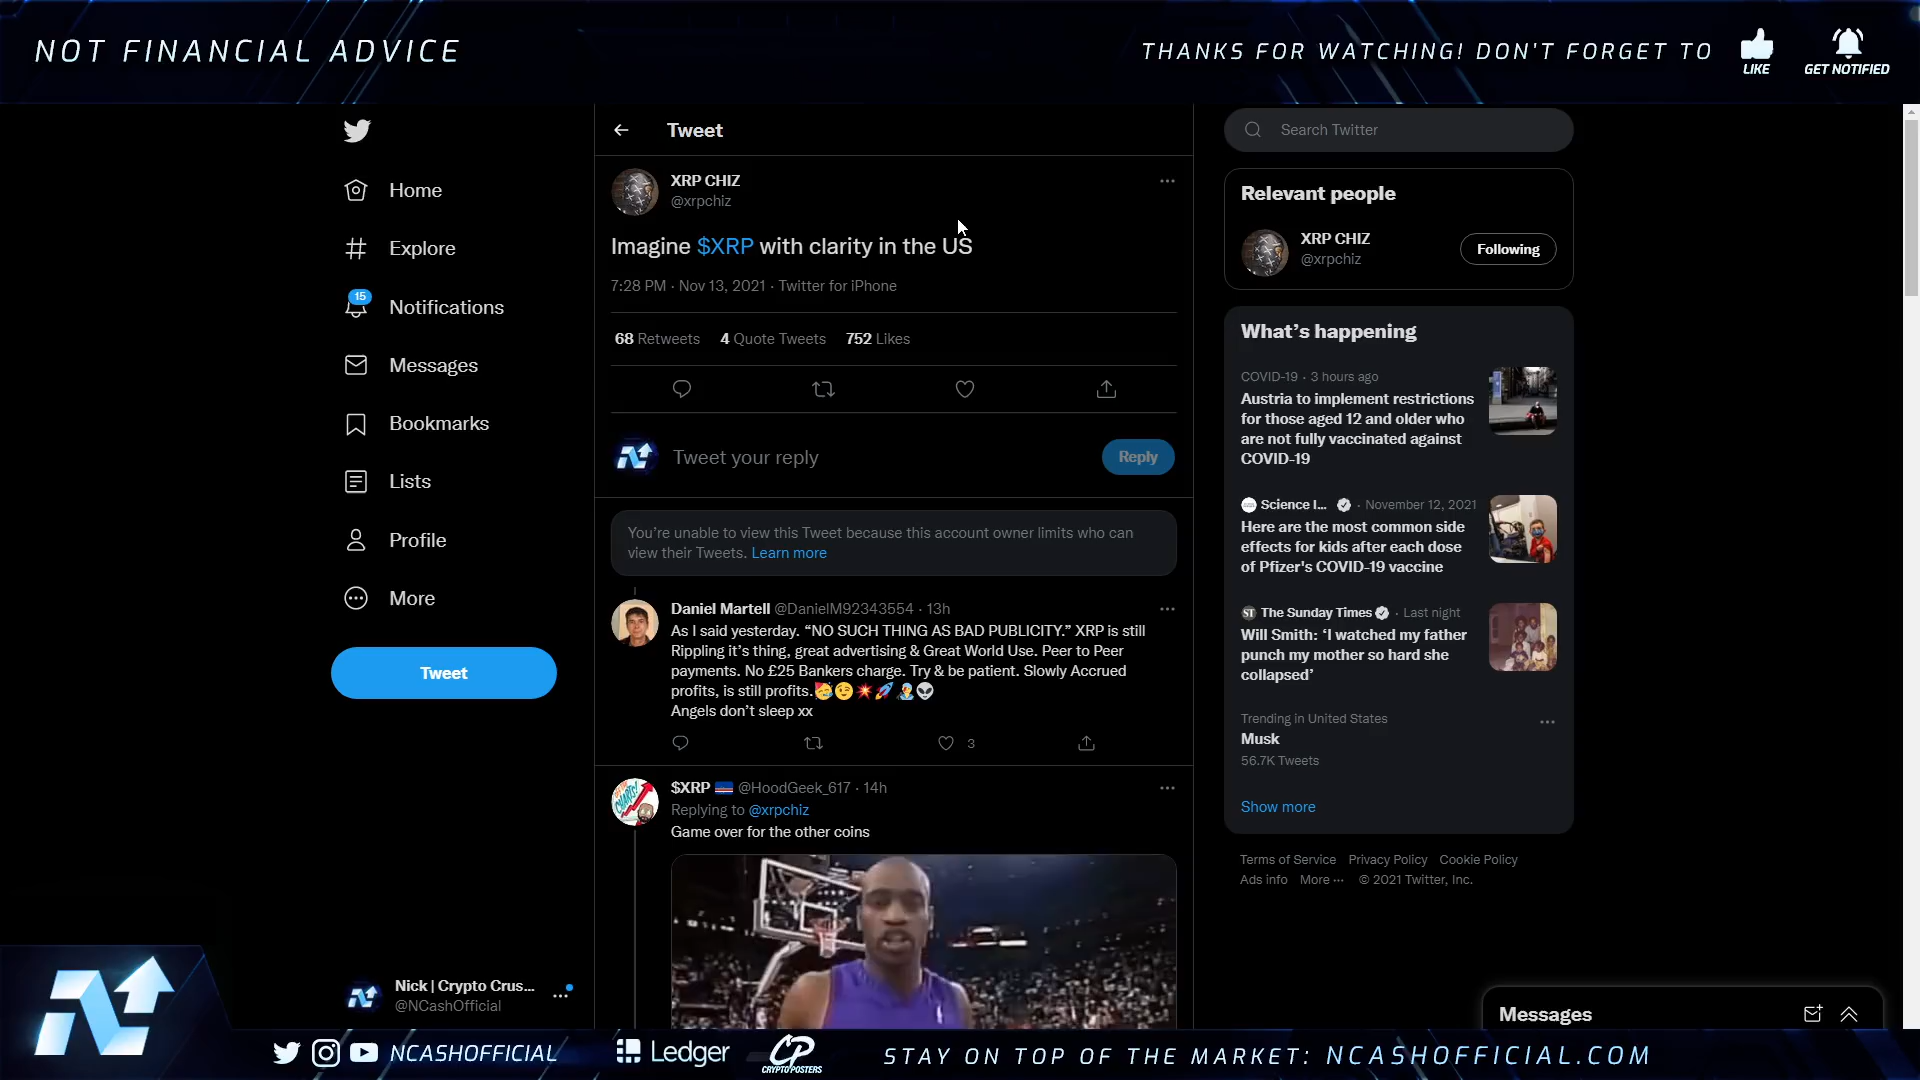 NOT FINANCIAL ADVICE
THANKS FOR WATCHING! DON'T FORGET TO
LIKE
GET NOTIFIED
Home
Explore
15
Notifications
Messages
Bookmarks
Lists
Profile
More
Tweet
Nick | Crypto Crus...
@NCashOfficial
Tweet
XRP CHIZ
@xrpchiz
Imagine $XRP with clarity in the US
7:28 PM · Nov 13, 2021 · Twitter for iPhone
68 Retweets 4 Quote Tweets 752 Likes
Tweet your reply
Reply
You’re unable to view this Tweet because this account owner limits who can
view their Tweets. Learn more
Daniel Martell @DanielM92343554 · 13h
As I said yesterday. “NO SUCH THING AS BAD PUBLICITY.” XRP is still
Rippling it’s thing, great advertising & Great World Use. Peer to Peer
payments. No £25 Bankers charge. Try & be patient. Slowly Accrued
profits, is still profits.🥳😉💥🚀👩‍🚀👽
Angels don’t sleep xx
3
$XRP 🇨🇻 @HoodGeek_617 · 14h
Replying to @xrpchiz
Game over for the other coins
Search Twitter
Relevant people
XRP CHIZ
@xrpchiz
Following
What’s happening
COVID-19 · 3 hours ago
Austria to implement restrictions
for those aged 12 and older who
are not fully vaccinated against
COVID-19
Science I... · November 12, 2021
Here are the most common side
effects for kids after each dose
of Pfizer's COVID-19 vaccine
ST The Sunday Times · Last night
Will Smith: ‘I watched my father
punch my mother so hard she
collapsed’
Trending in United States
Musk
56.7K Tweets
Show more
Terms of Service Privacy Policy Cookie Policy
Ads info More ··· © 2021 Twitter, Inc.
Messages
NCASHOFFICIAL
Ledger
CP
CRYPTOPOSTERS
STAY ON TOP OF THE MARKET: NCASHOFFICIAL.COM